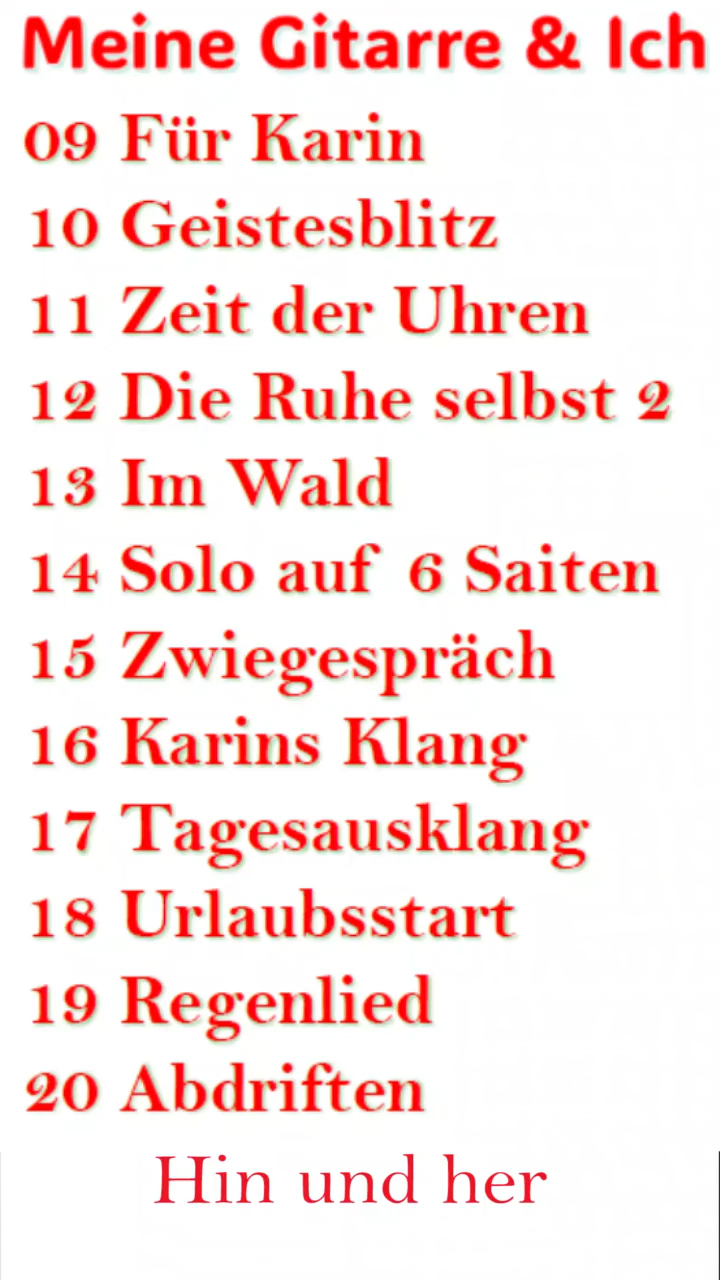 Meine Gitarre & Ich
09 Für Karin
10 Geistesblitz
11 Zeit der Uhren
12 Die Ruhe selbst 2
13 Im Wald
14 Solo auf 6 Saiten
15 Zwiegespräch
16 Karins Klang
17 Tagesausklang
18 Urlaubsstart
19 Regenlied
20 Abdriften
Hin und her